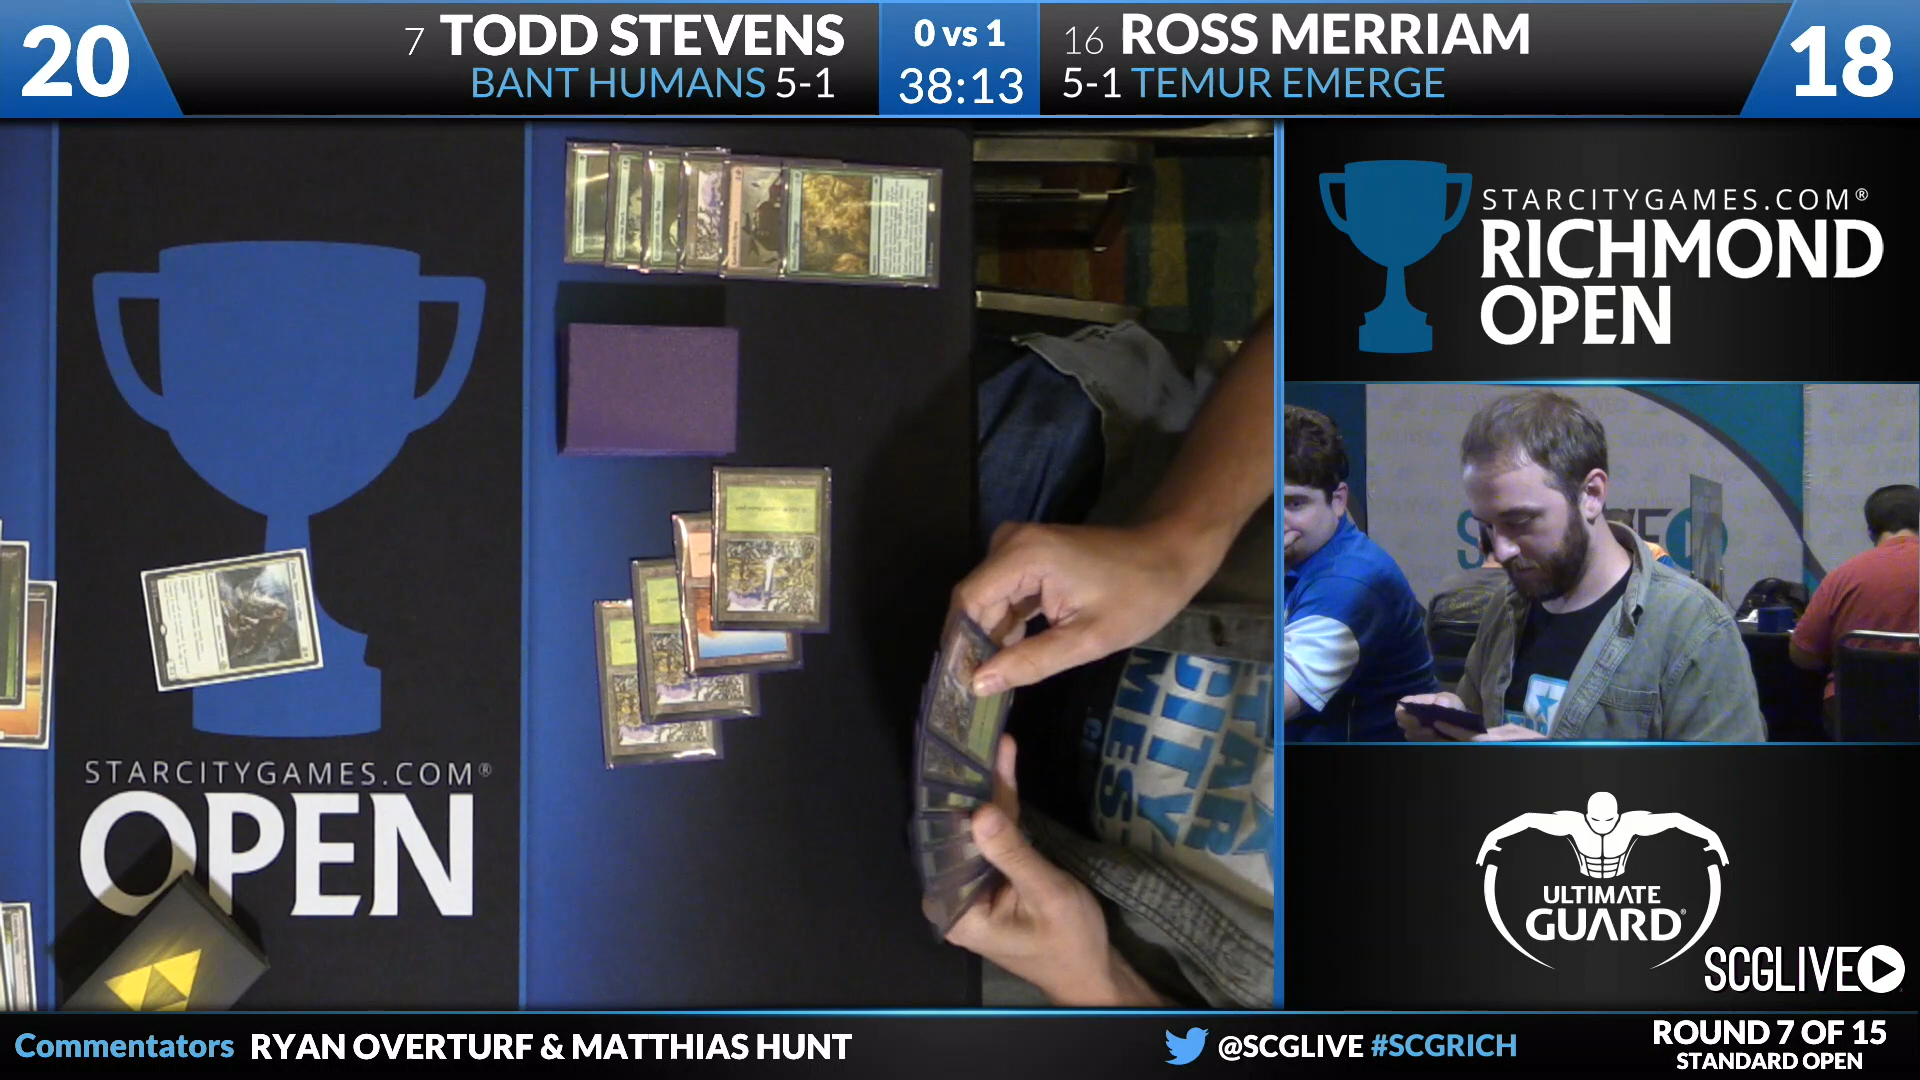 20
7 TODD STEVENS
BANT HUMANS 5-1
0 vs 1
38:13
16 ROSS MERRIAM
5-1 TEMUR EMERGE
18
STARCITYGAMES.COM®
RICHMOND
OPEN
STARCITYGAMES.COM®
OPEN
STAR
CITY
ULTIMATE
GUARD®
SCGLIVE
Commentators RYAN OVERTURF & MATTHIAS HUNT
@SCGLIVE #SCGRICH
ROUND 7 OF 15
STANDARD OPEN